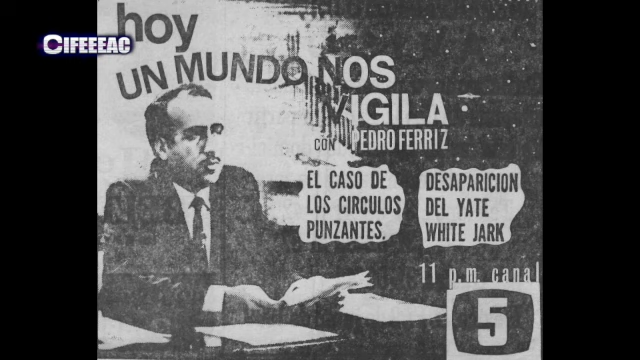 CIFEEEAC
hoy
UN MUNDO NOS
VIGILA
CON PEDRO FERRIZ
EL CASO DE
LOS CIRCULOS
PUNZANTES.
DESAPARICION
DEL YATE
WHITE JARK
11 p.m. canal
5